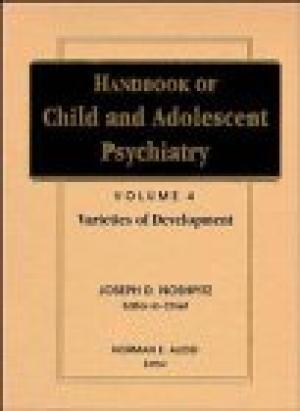 HANDBOOK OF
Child and Adolescent
Psychiatry
VOLUME 4
Varieties of Development
JOSEPH D. NOSHPITZ
Editor-in-Chief
NORMAN E. ALESSI
Editor